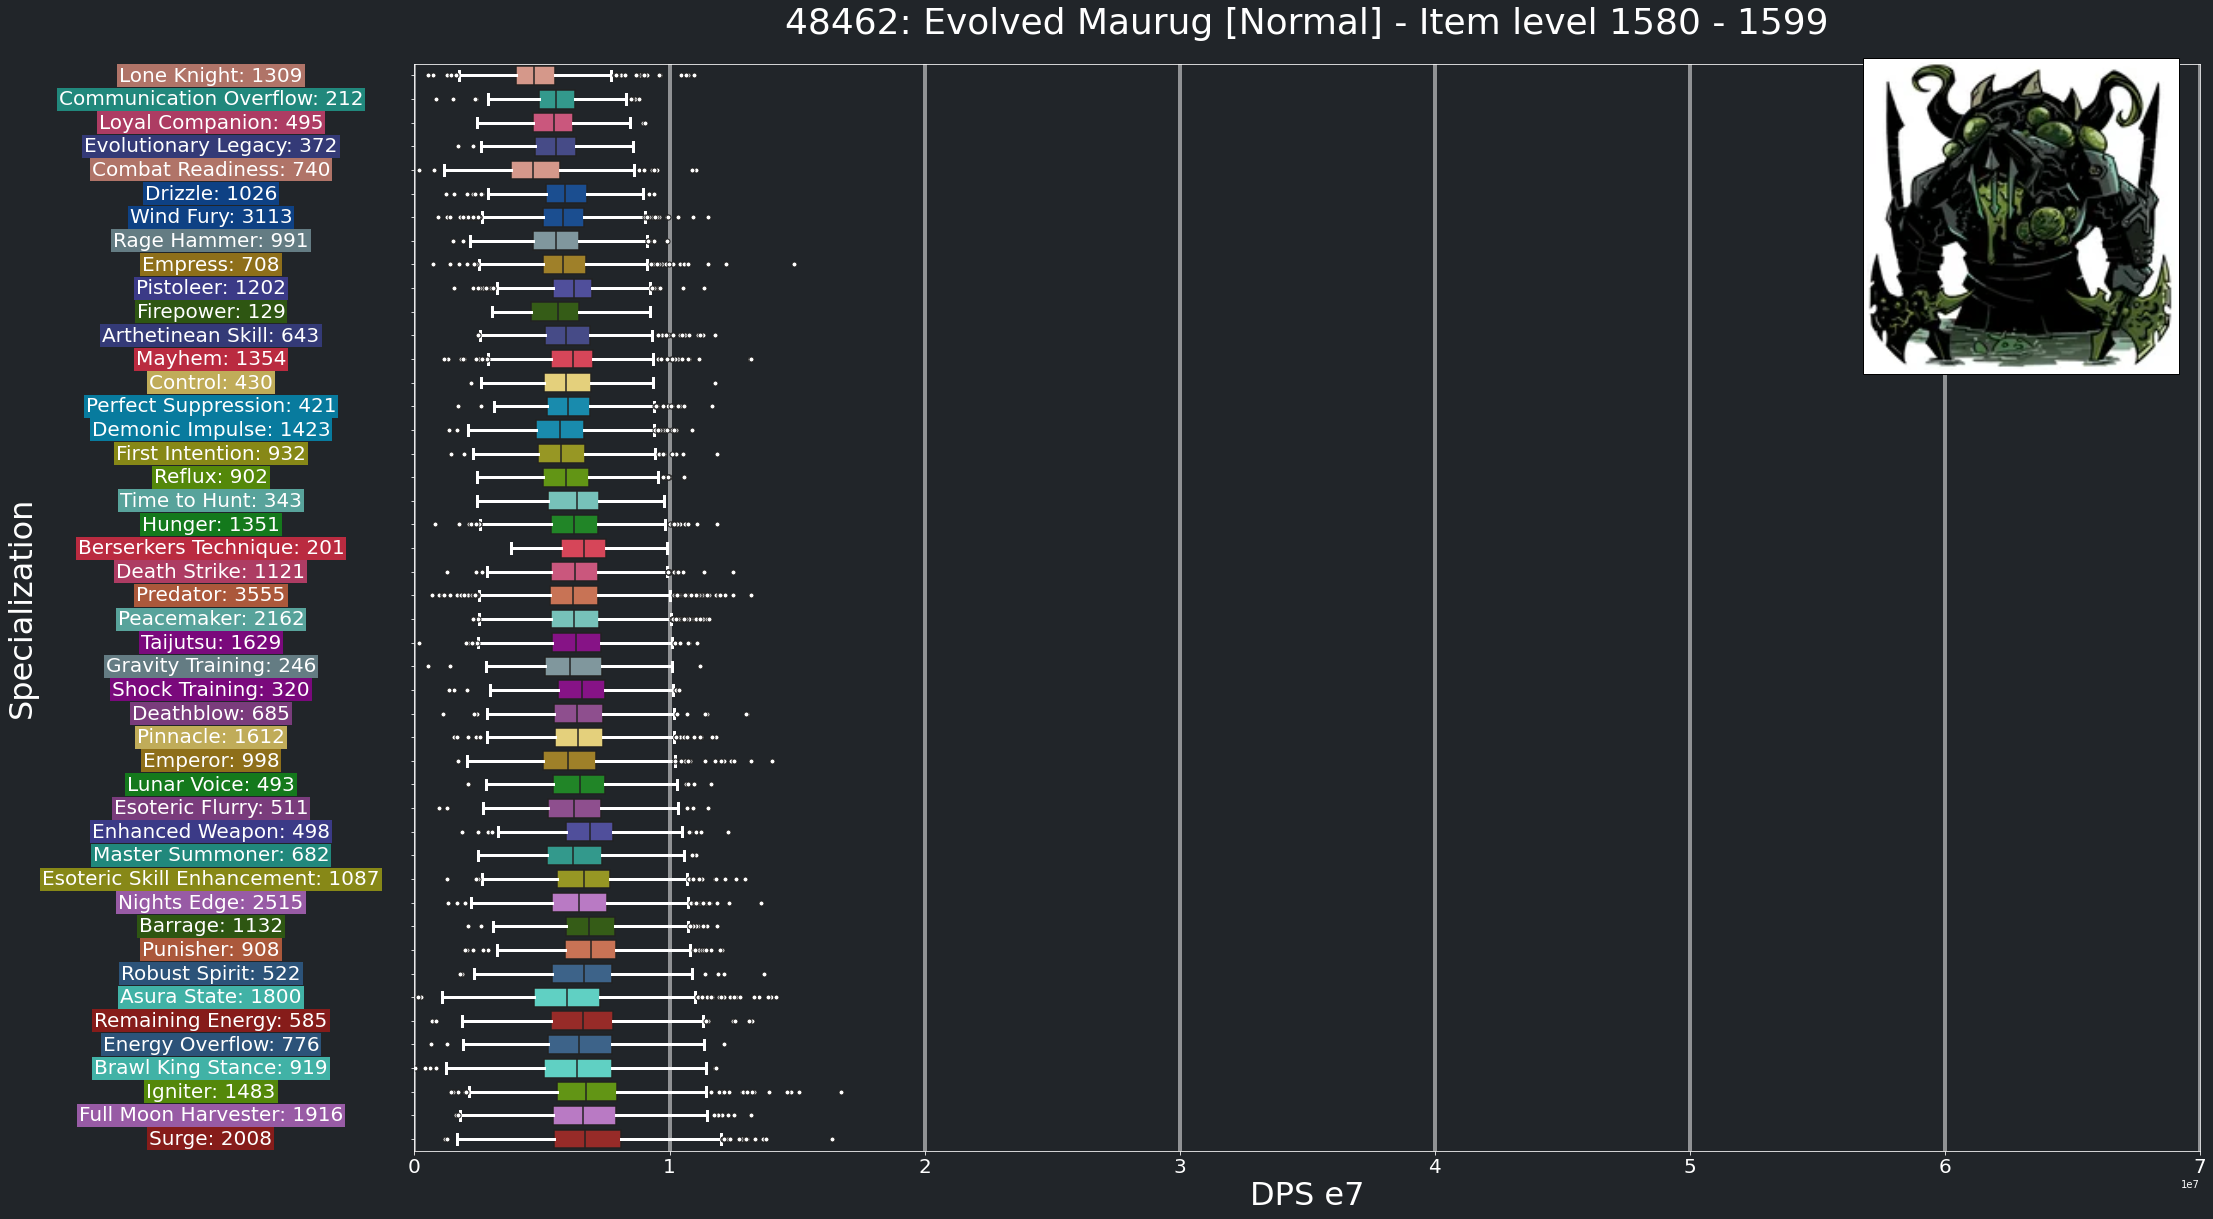 48462: Evolved Maurug [Normal] - Item level 1580 - 1599
Specialization
Lone Knight: 1309
Communication Overflow: 212
Loyal Companion: 495
Evolutionary Legacy: 372
Combat Readiness: 740
Drizzle: 1026
Wind Fury: 3113
Rage Hammer: 991
Empress: 708
Pistoleer: 1202
Firepower: 129
Arthetinean Skill: 643
Mayhem: 1354
Control: 430
Perfect Suppression: 421
Demonic Impulse: 1423
First Intention: 932
Reflux: 902
Time to Hunt: 343
Hunger: 1351
Berserkers Technique: 201
Death Strike: 1121
Predator: 3555
Peacemaker: 2162
Taijutsu: 1629
Gravity Training: 246
Shock Training: 320
Deathblow: 685
Pinnacle: 1612
Emperor: 998
Lunar Voice: 493
Esoteric Flurry: 511
Enhanced Weapon: 498
Master Summoner: 682
Esoteric Skill Enhancement: 1087
Nights Edge: 2515
Barrage: 1132
Punisher: 908
Robust Spirit: 522
Asura State: 1800
Remaining Energy: 585
Energy Overflow: 776
Brawl King Stance: 919
Igniter: 1483
Full Moon Harvester: 1916
Surge: 2008
0 1 2 3 4 5 6 7
1e7
DPS e7